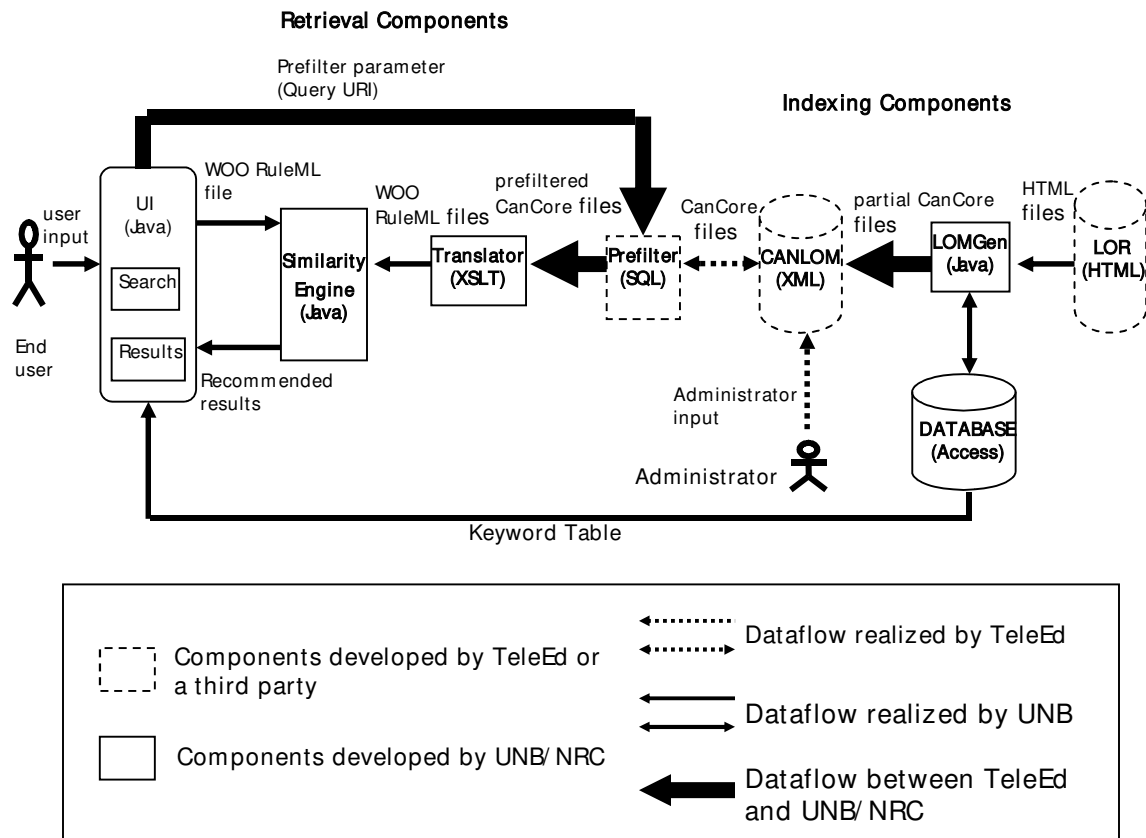 Retrieval Components
Prefilter parameter
(Query URI)
Indexing Components
WOO RuleML
file
UI
(Java)
user
input
Search
Results
End
user
Similarity
Engine
(Java)
Recommended
results
WOO
RuleML files
Translator
(XSLT)
prefiltered
CanCore files
Prefilter
(SQL)
CanCore
files
CANLOM
(XML)
partial CanCore
files
LOMGen
(Java)
HTML
files
LOR
(HTML)
Administrator
input
Administrator
DATABASE
(Access)
Keyword Table
Components developed by TeleEd or
a third party
Components developed by UNB/ NRC
Dataflow realized by TeleEd
Dataflow realized by UNB
Dataflow between TeleEd
and UNB/ NRC